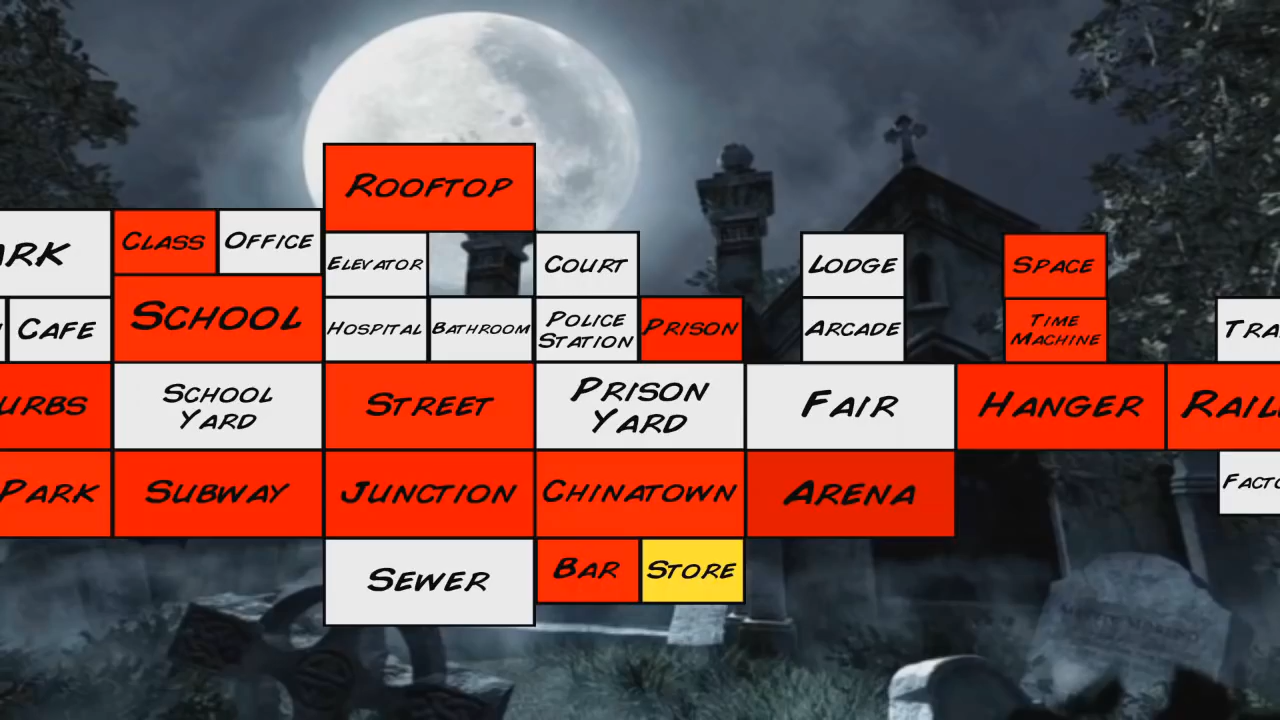 ROOFTOP
CLASS
OFFICE
ELEVATOR
COURT
LODGE
SPACE
SCHOOL
CAFE
HOSPITAL
BATHROOM
POLICE
STATION
PRISON
ARCADE
TIME
MACHINE
SCHOOL
YARD
STREET
PRISON
YARD
FAIR
HANGER
PARK
SUBWAY
JUNCTION
CHINATOWN
ARENA
SEWER
BAR
STORE